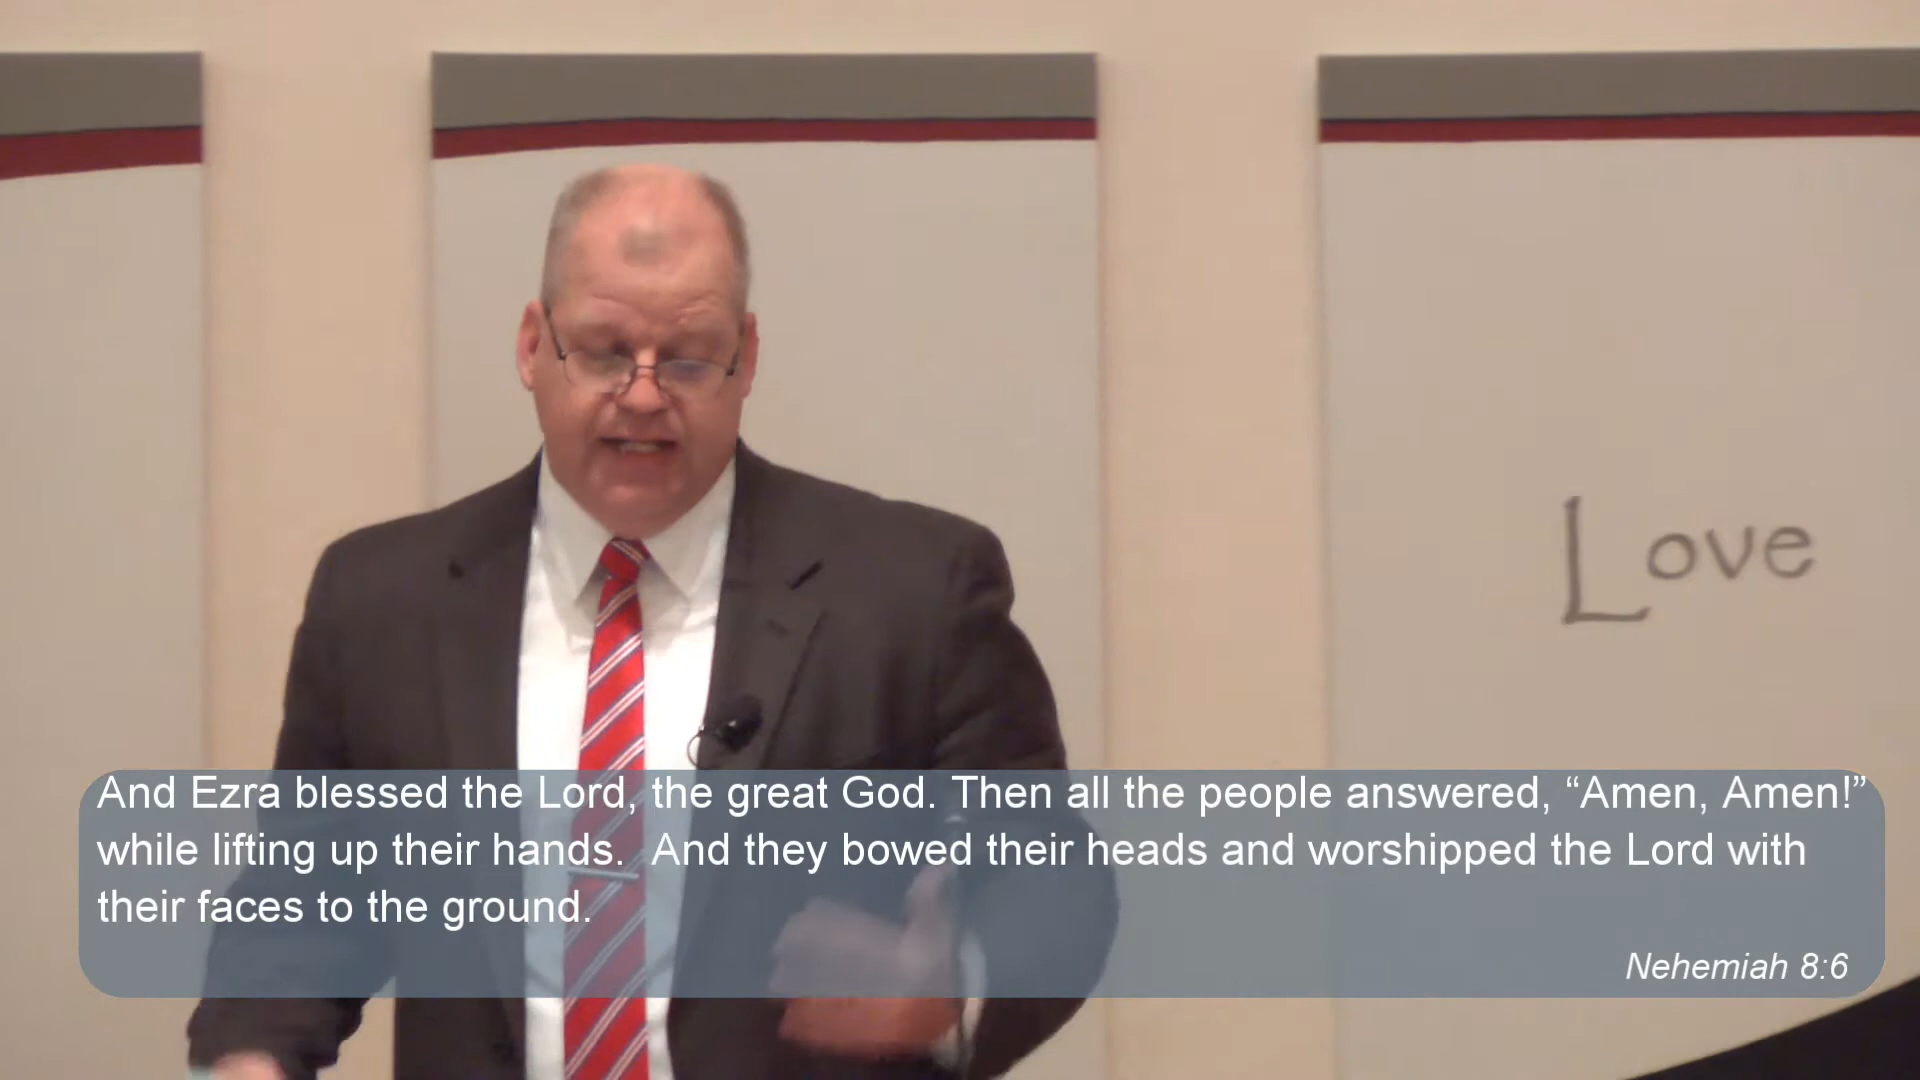 Love
And Ezra blessed the Lord, the great God. Then all the people answered, “Amen, Amen!”
while lifting up their hands.  And they bowed their heads and worshipped the Lord with
their faces to the ground.
Nehemiah 8:6